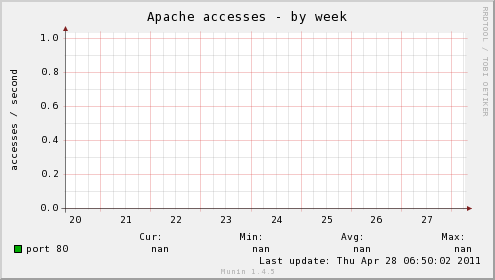 Apache accesses - by week
RRDTOOL / TOBI OETIKER
accesses / second
1.0
0.8
0.6
0.4
0.2
0.0
20 21 22 23 24 25 26 27
Cur: Min: Avg: Max:
port 80 nan nan nan nan
Last update: Thu Apr 28 06:50:02 2011
Munin 1.4.5